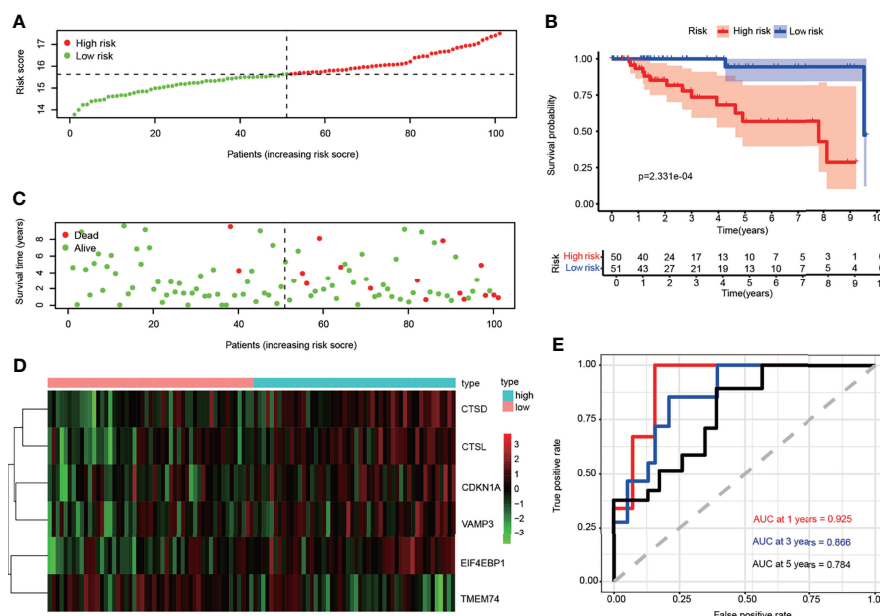 A
High risk
Low risk
Risk score
17
16
15
14
0
20
40
60
80
100
Patients (increasing risk socre)
B
Risk
High risk
Low risk
Survival probability
1.00
0.75
0.50
0.25
0.00
p=2.331e-04
0 1 2 3 4 5 6 7 8 9 10
Time(years)
Risk
High risk 50 40 24 17 13 10 7 5 3 1
Low risk 51 43 27 21 19 13 10 7 5 4
0 1 2 3 4 5 6 7 8 9 1
Time(years)
C
Dead
Alive
Survival time (years)
8
6
4
2
0
0
20
40
60
80
100
Patients (increasing risk socre)
D
type
type
high
low
CTSD
CTSL
CDKN1A
VAMP3
EIF4EBP1
TMEM74
3
2
1
0
−1
−2
−3
E
True positive rate
1.00
0.75
0.50
0.25
0.00
AUC at 1 years = 0.925
AUC at 3 years = 0.866
AUC at 5 years = 0.784
0.00 0.25 0.50 0.75 1.0
False positive rate